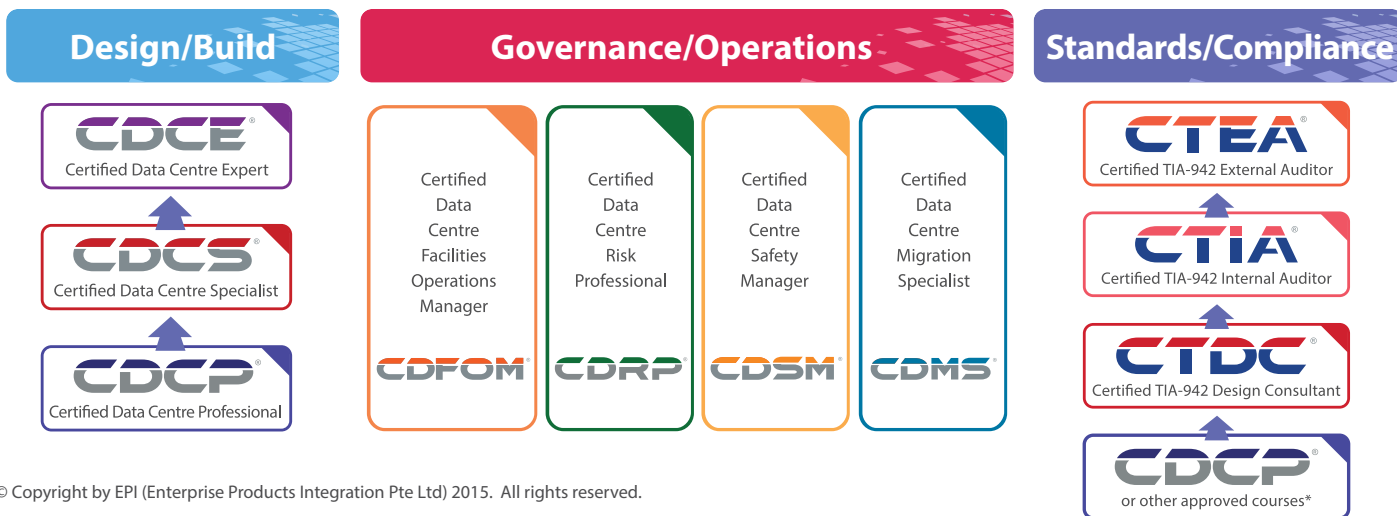 Design/Build
Governance/Operations
Standards/Compliance
CDCE®
Certified Data Centre Expert
CDCS®
Certified Data Centre Specialist
CDCP®
Certified Data Centre Professional
Certified
Data
Centre
Facilities
Operations
Manager
CDFOM®
Certified
Data
Centre
Risk
Professional
CDRP®
Certified
Data
Centre
Safety
Manager
CDSM®
Certified
Data
Centre
Migration
Specialist
CDMS®
CTEA®
Certified TIA-942 External Auditor
CTIA®
Certified TIA-942 Internal Auditor
CTDC®
Certified TIA-942 Design Consultant
CDCP®
or other approved courses*
© Copyright by EPI (Enterprise Products Integration Pte Ltd) 2015. All rights reserved.